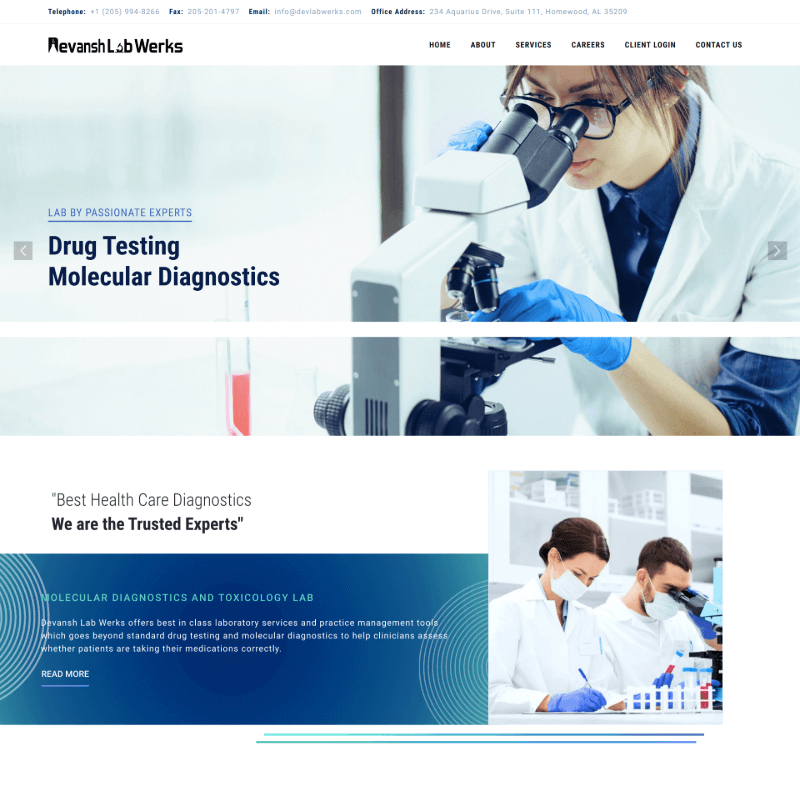 Telephone: +1 (205) 994-8266 Fax: 205-201-4797 Email: info@devlabwerks.com Office Address: 234 Aquarius Drive, Suite 111, Homewood, AL 35209
Devansh Lab Werks HOME ABOUT SERVICES CAREERS CLIENT LOGIN CONTACT US
LAB BY PASSIONATE EXPERTS
Drug Testing
Molecular Diagnostics
"Best Health Care Diagnostics
We are the Trusted Experts"
MOLECULAR DIAGNOSTICS AND TOXICOLOGY LAB
Devansh Lab Werks offers best in class laboratory services and practice management tools
which goes beyond standard drug testing and molecular diagnostics to help clinicians assess
whether patients are taking their medications correctly.
READ MORE